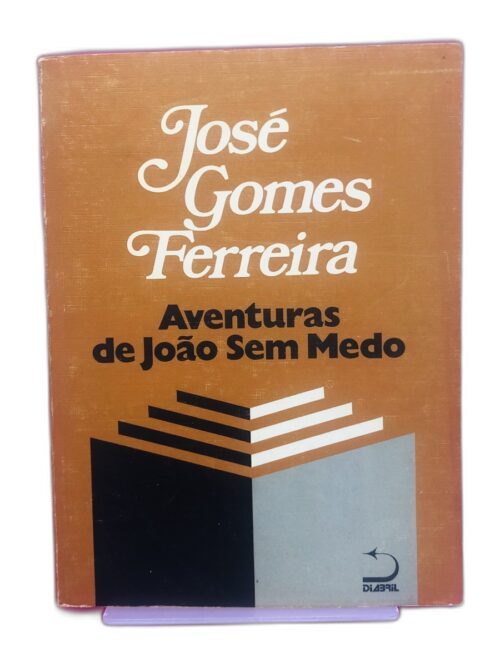 José
Gomes
Ferreira
Aventuras
de João Sem Medo
DIABRIL